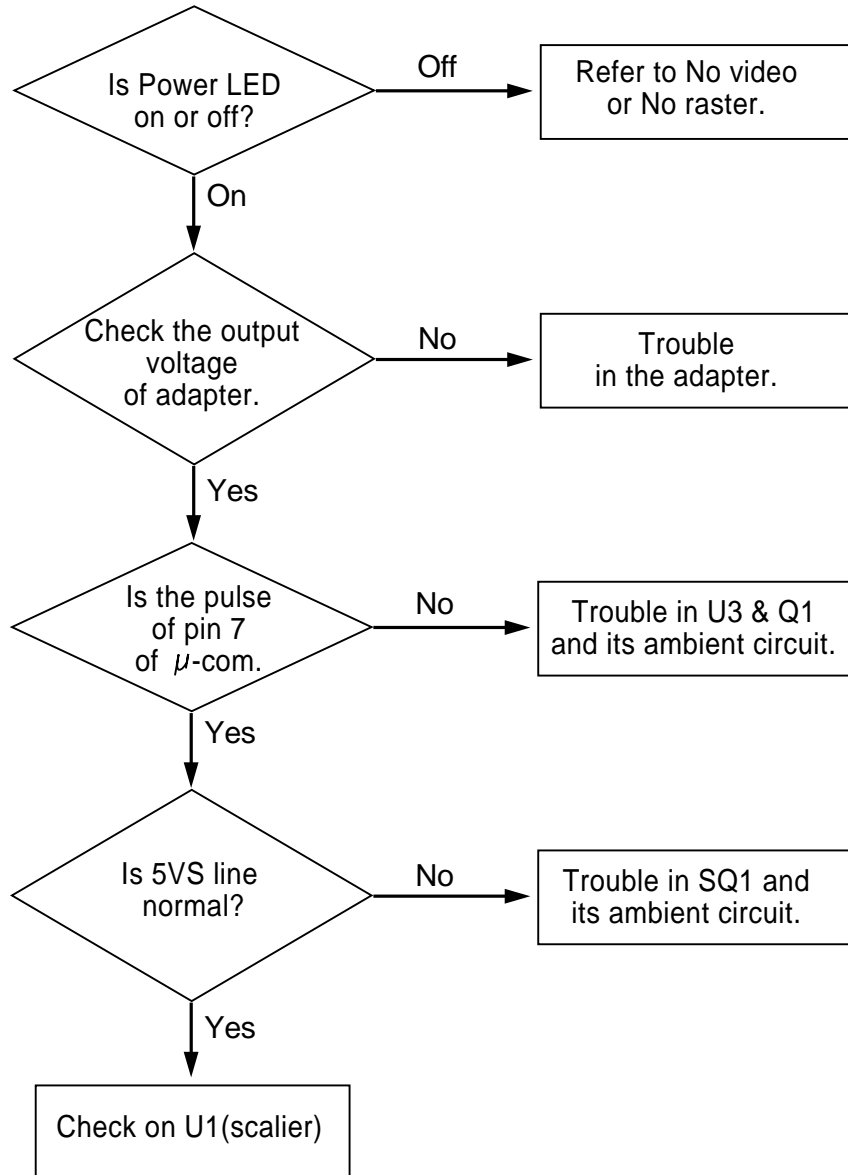 Is Power LED
on or off?
Off
Refer to No video
or No raster.
On
Check the output
voltage
of adapter.
No
Trouble
in the adapter.
Yes
Is the pulse
of pin 7
of μ-com.
No
Trouble in U3 & Q1
and its ambient circuit.
Yes
Is 5VS line
normal?
No
Trouble in SQ1 and
its ambient circuit.
Yes
Check on U1(scalier)